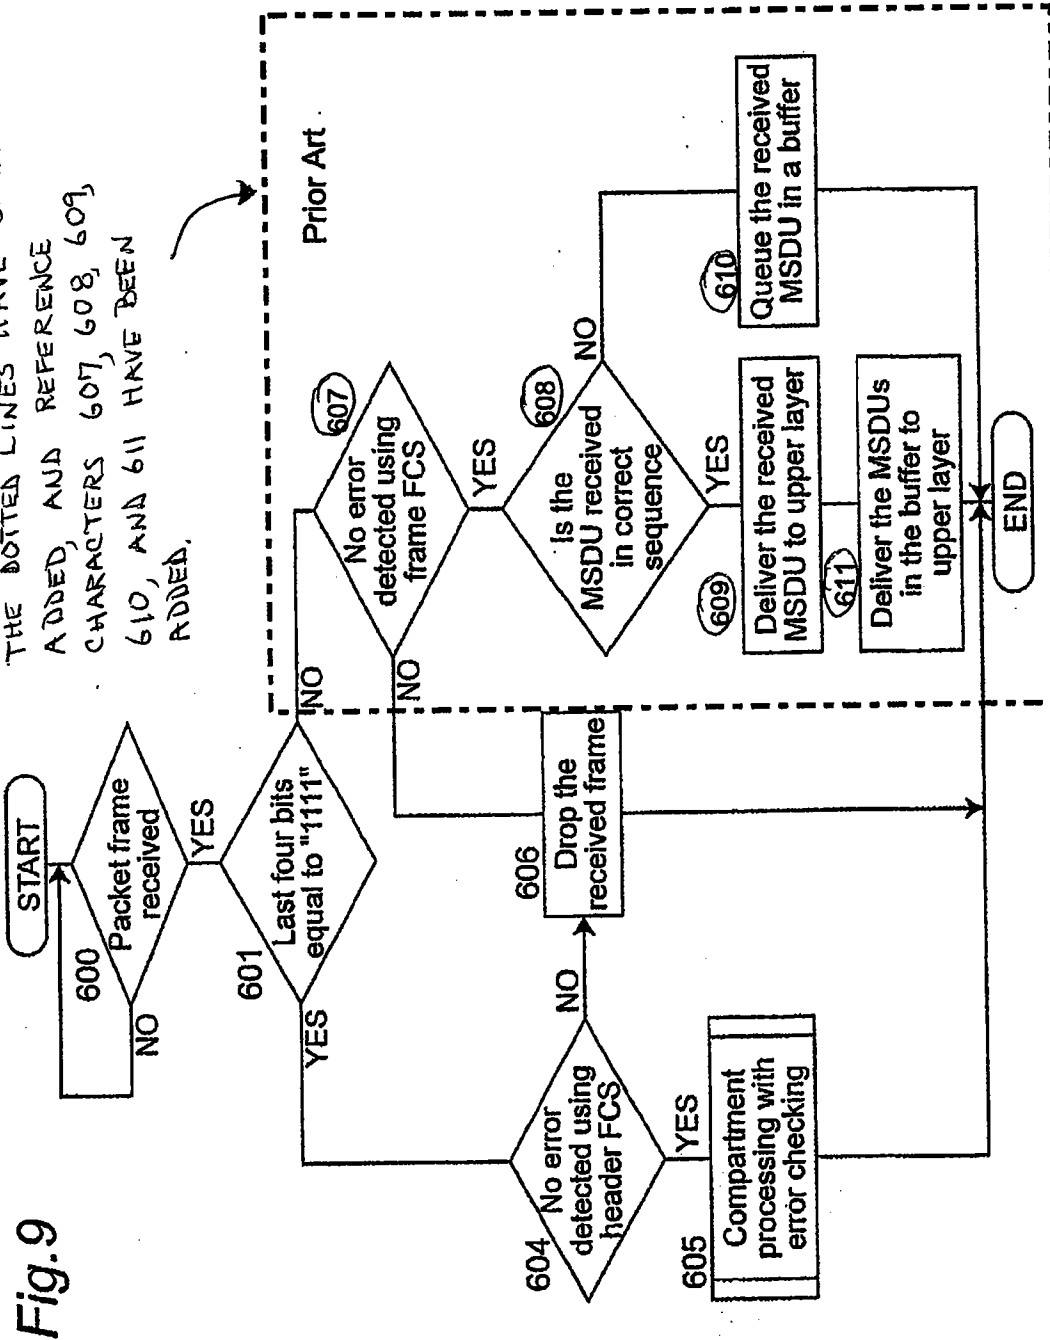 Fig.9
THE DOTTED LINES HAVE
ADDED, AND REFERENCE
CHARACTERS 607, 608, 609,
610, AND 611 HAVE BEEN
ADDED.
START
600
Packet frame
received
NO
YES
601
Last four bits
equal to "1111"
YES
NO
Prior Art
604
No error
detected using
header FCS
NO
YES
605
Compartment
processing with
error checking
606
Drop the
received frame
607
No error
detected using
frame FCS
NO
YES
608
Is the
MSDU received
in correct
sequence
NO
YES
609
Deliver the received
MSDU to upper layer
610
Queue the received
MSDU in a buffer
611
Deliver the MSDUs
in the buffer to
upper layer
END